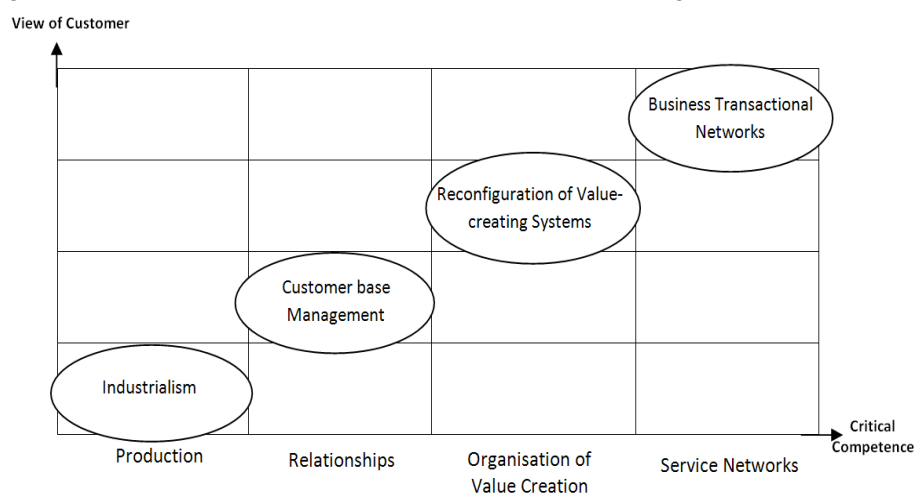 View of Customer
Business Transactional
Networks
Reconfiguration of Value-
creating Systems
Customer base
Management
Industrialism
Critical
Competence
Production
Relationships
Organisation of
Value Creation
Service Networks